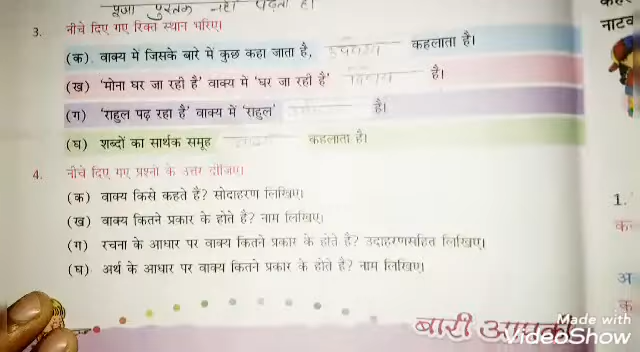 पूजा पुस्तक नहीं पढ़ती है।
3. नीचे दिए गए रिक्त स्थान भरिए।
(क) वाक्य में जिसके बारे में कुछ कहा जाता है, कहलाता है।
(ख) 'मोना घर जा रही है' वाक्य में 'घर जा रही है' है।
(ग) 'राहुल पढ़ रहा है' वाक्य में 'राहुल' है।
(घ) शब्दों का सार्थक समूह कहलाता है।
4. नीचे दिए गए प्रश्नों के उत्तर दीजिए।
(क) वाक्य किसे कहते हैं? सोदाहरण लिखिए।
(ख) वाक्य कितने प्रकार के होते हैं? नाम लिखिए।
(ग) रचना के आधार पर वाक्य कितने प्रकार के होते हैं? उदाहरणसहित लिखिए।
(घ) अर्थ के आधार पर वाक्य कितने प्रकार के होते हैं? नाम लिखिए।
बारी आपकी
नाटक
1.
Made with
VideoShow